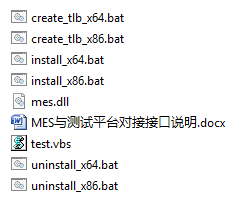 create_tlb_x64.bat
create_tlb_x86.bat
install_x64.bat
install_x86.bat
mes.dll
MES与测试平台对接接口说明.docx
test.vbs
uninstall_x64.bat
uninstall_x86.bat